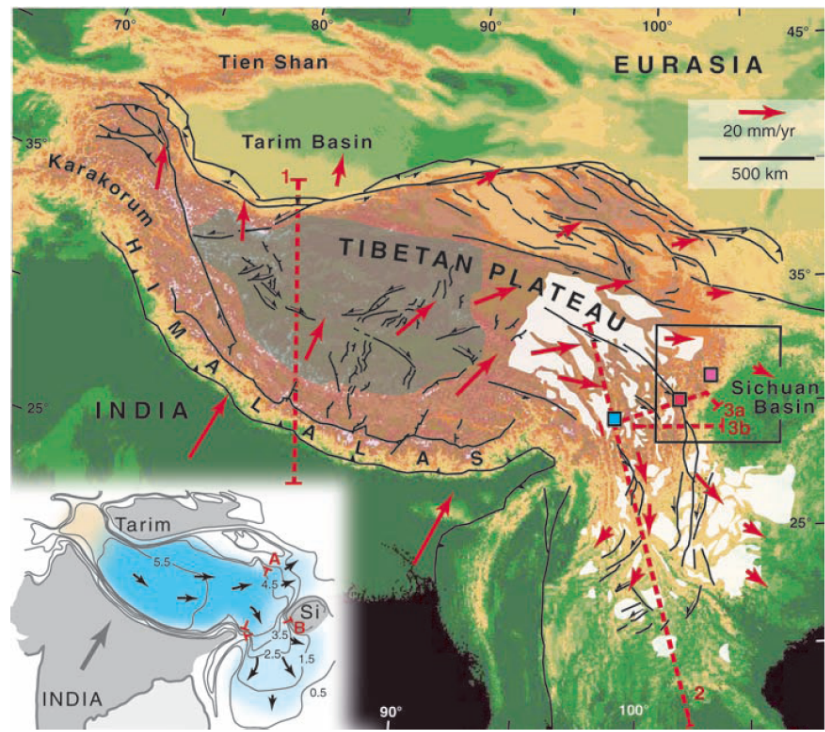 70
80
90°
100°
45°
Tien Shan
EURASIA
20 mm/yr
500 km
35°
Tarim Basin
Karakorum
1
HIMALALAS
TIBETAN PLATEAU
35°
Sichuan
Basin
3a
3b
25°
INDIA
25°
2
90°
100°
Tarim
5.5
A
4.5
Si
B
3.5
2.5
1.5
0.5
INDIA